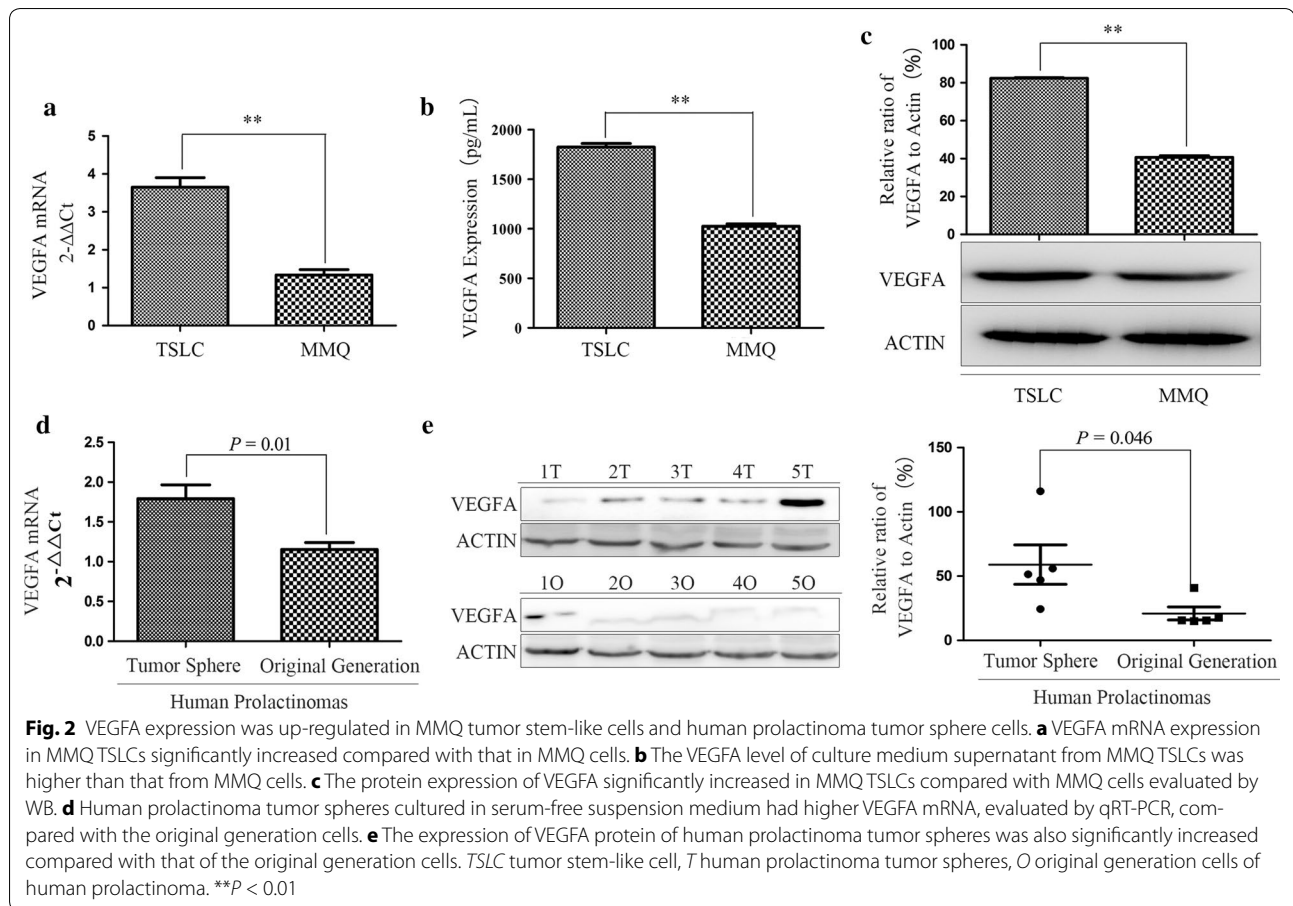 a
**
VEGFA mRNA
2-ΔΔCt
5
4
3
2
1
0
TSLC
MMQ
b
**
VEGFA Expression (pg/mL)
2000
1500
1000
500
0
TSLC
MMQ
c
**
Relative ratio of
VEGFA to Actin (%)
100
80
60
40
20
0
VEGFA
ACTIN
TSLC
MMQ
d
P = 0.01
VEGFA mRNA
2-△△Ct
2.5
2.0
1.5
1.0
0.5
0.0
Tumor Sphere
Original Generation
Human Prolactinomas
e
1T 2T 3T 4T 5T
VEGFA
ACTIN
1O 2O 3O 4O 5O
VEGFA
ACTIN
P = 0.046
Relative ratio of
VEGFA to Actin (%)
150
100
50
0
Tumor Sphere
Original Generation
Human Prolactinomas
Fig. 2 VEGFA expression was up-regulated in MMQ tumor stem-like cells and human prolactinoma tumor sphere cells. a VEGFA mRNA expression
in MMQ TSLCs significantly increased compared with that in MMQ cells. b The VEGFA level of culture medium supernatant from MMQ TSLCs was
higher than that from MMQ cells. c The protein expression of VEGFA significantly increased in MMQ TSLCs compared with MMQ cells evaluated by
WB. d Human prolactinoma tumor spheres cultured in serum-free suspension medium had higher VEGFA mRNA, evaluated by qRT-PCR, com-
pared with the original generation cells. e The expression of VEGFA protein of human prolactinoma tumor spheres was also significantly increased
compared with that of the original generation cells. TSLC tumor stem-like cell, T human prolactinoma tumor spheres, O original generation cells of
human prolactinoma. **P < 0.01